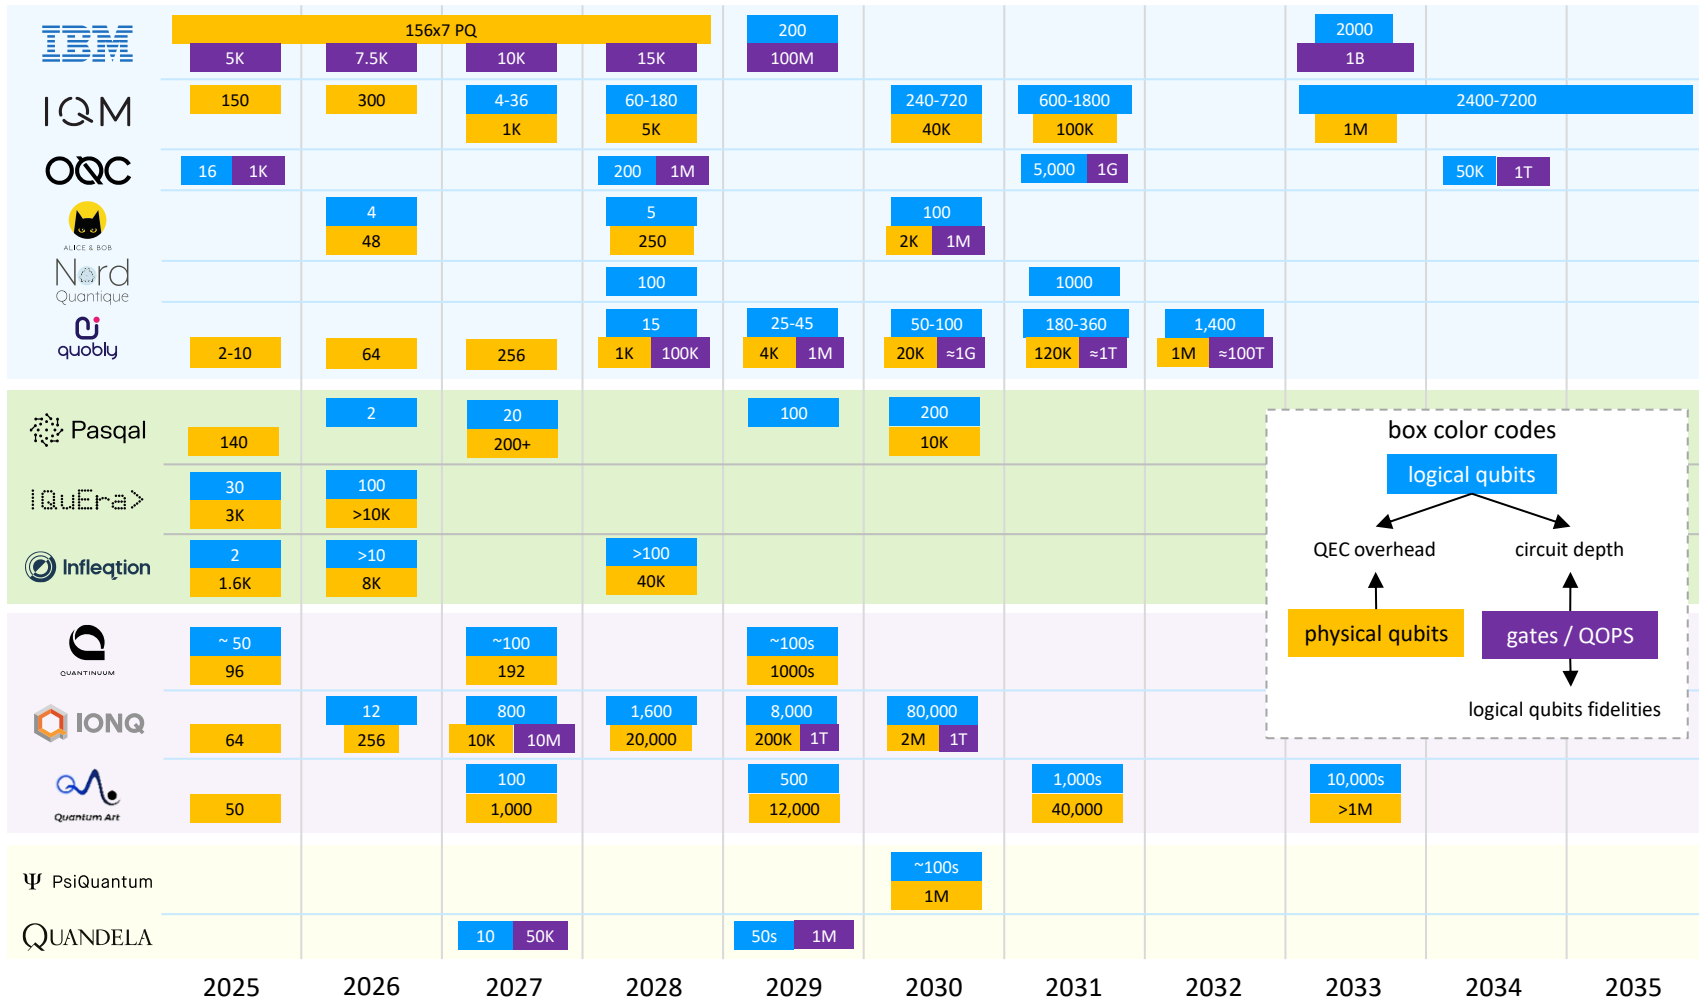 IBM
156x7 PQ
200
2000
5K 7.5K 10K 15K 100M 1B
IQM
150 300 4-36 60-180 240-720 600-1800 2400-7200
1K 5K 40K 100K 1M
OQC
16 1K 200 1M 5,000 1G 50K 1T
ALICE & BOB
4 5 100
48 250 2K 1M
Nord
Quantique
100 1000
quobly
15 25-45 50-100 180-360 1,400
2-10 64 256 1K 100K 4K 1M 20K ≈1G 120K ≈1T 1M ≈100T
Pasqal
2 20 100 200
140 200+ 10K
|QuEra>
30 100
3K >10K
Infleqtion
2 >10 >100
1.6K 8K 40K
QUANTINUUM
~ 50 ~100 ~100s
96 192 1000s
IONQ
12 800 1,600 8,000 80,000
64 256 10K 10M 20,000 200K 1T 2M 1T
Quantum Art
100 500 1,000s 10,000s
50 1,000 12,000 40,000 >1M
Ψ PsiQuantum
~100s
1M
QUANDELA
10 50K 50s 1M
box color codes
logical qubits
QEC overhead circuit depth
physical qubits gates / QOPS
logical qubits fidelities
2025 2026 2027 2028 2029 2030 2031 2032 2033 2034 2035